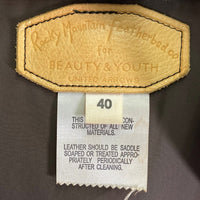 Rocky Mountain Featherbed co
for
BEAUTY & YOUTH
UNITED ARROWS
40
THIS CON-
STRUCTED OF ALL NEW
MATERIALS.
LEATHER SHOULD BE SADDLE
SOAPED OR TREATED APPRO-
PRIATELY PERIODICALLY
AFTER CLEANING.